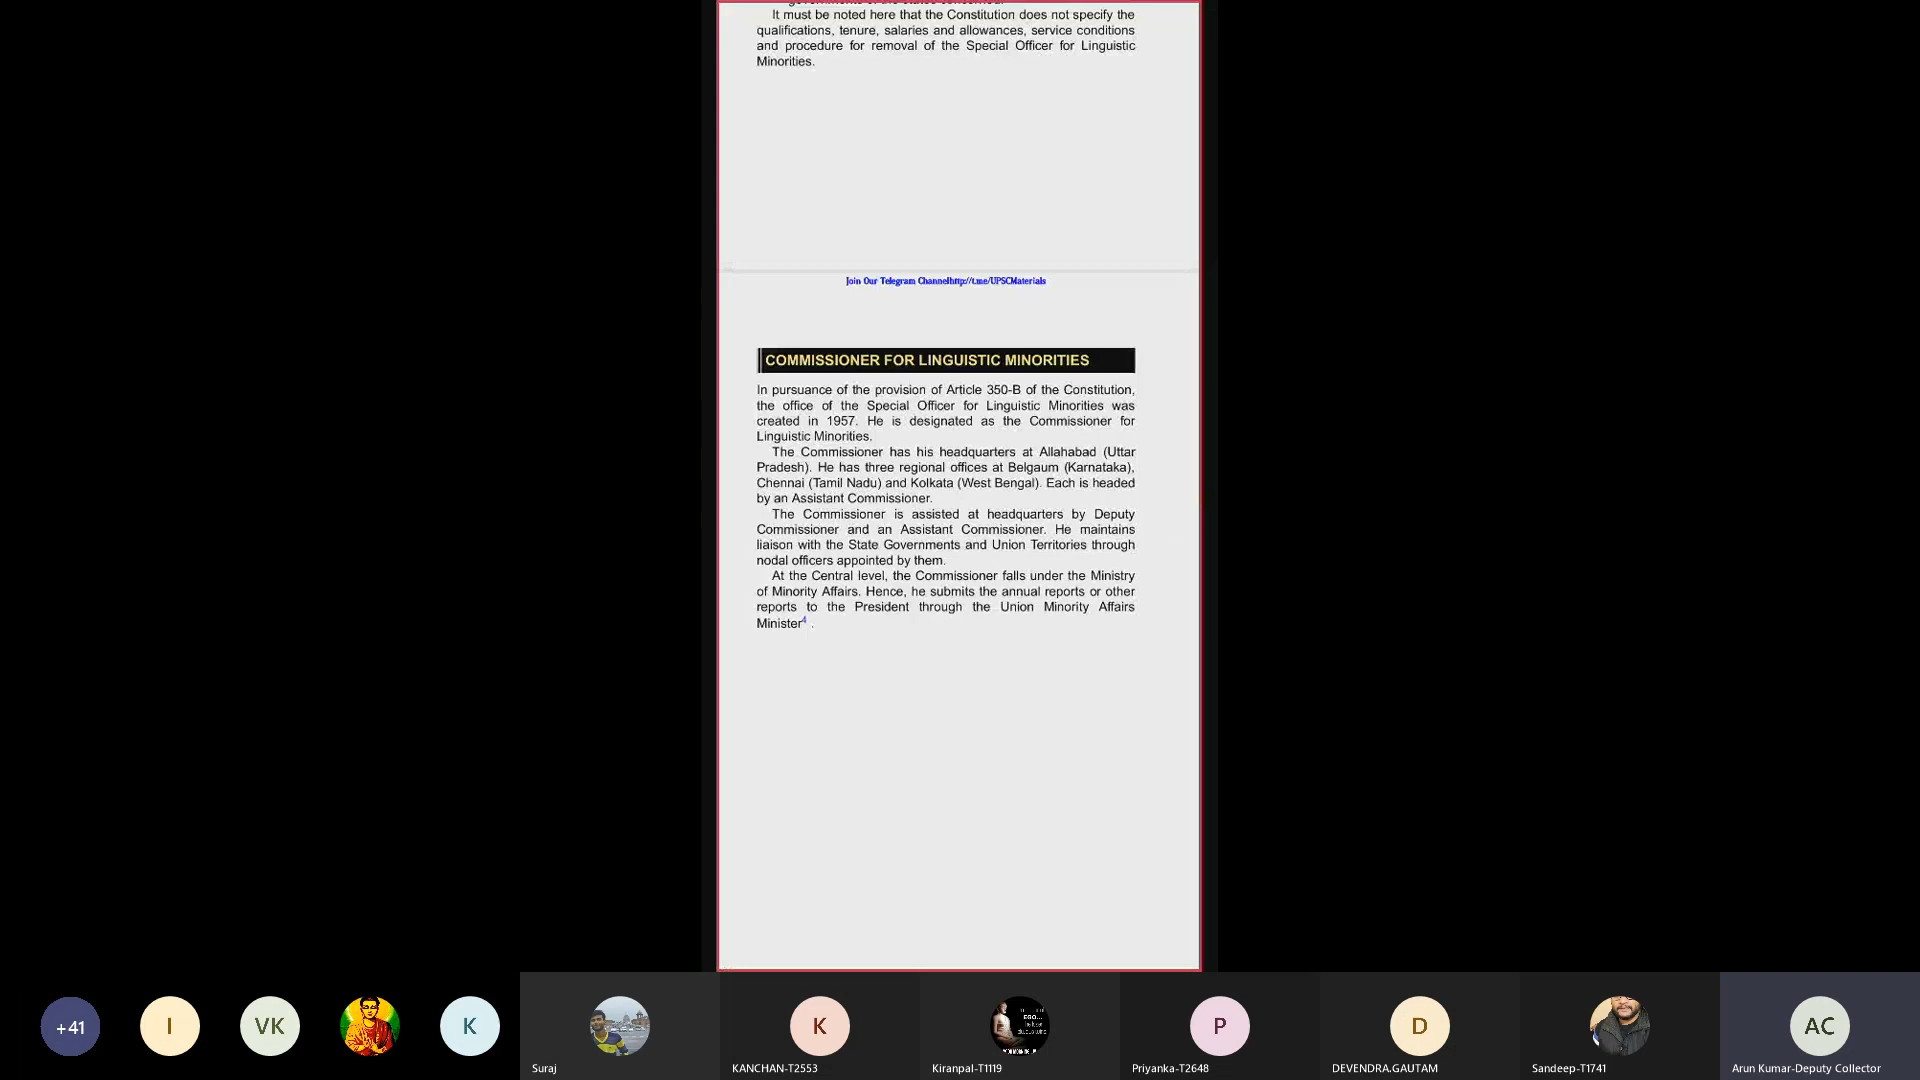 It must be noted here that the Constitution does not specify the
qualifications, tenure, salaries and allowances, service conditions
and procedure for removal of the Special Officer for Linguistic
Minorities.
Join Our Telegram Channelhttp://t.me/UPSCMaterials
COMMISSIONER FOR LINGUISTIC MINORITIES
In pursuance of the provision of Article 350-B of the Constitution,
the office of the Special Officer for Linguistic Minorities was
created in 1957. He is designated as the Commissioner for
Linguistic Minorities.
The Commissioner has his headquarters at Allahabad (Uttar
Pradesh). He has three regional offices at Belgaum (Karnataka),
Chennai (Tamil Nadu) and Kolkata (West Bengal). Each is headed
by an Assistant Commissioner.
The Commissioner is assisted at headquarters by Deputy
Commissioner and an Assistant Commissioner. He maintains
liaison with the State Governments and Union Territories through
nodal officers appointed by them.
At the Central level, the Commissioner falls under the Ministry
of Minority Affairs. Hence, he submits the annual reports or other
reports to the President through the Union Minority Affairs
Minister4 .
+41
I
VK
K
K
EGO...
P
D
AC
Suraj
KANCHAN-T2553
Kiranpal-T1119
Priyanka-T2648
DEVENDRA.GAUTAM
Sandeep-T1741
Arun Kumar-Deputy Collector